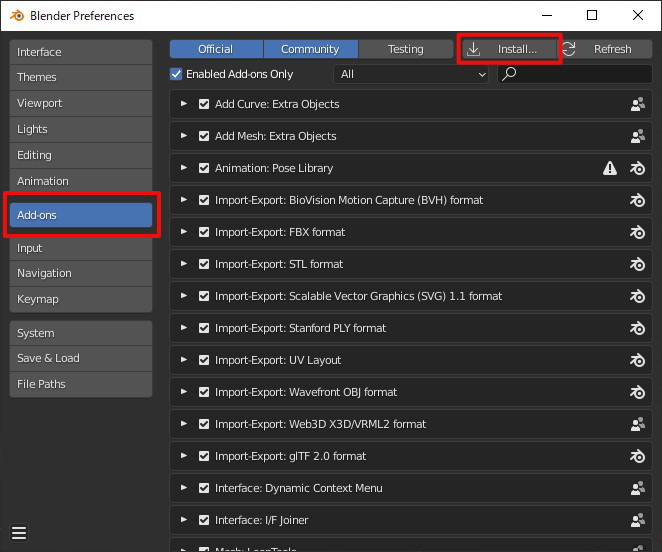 Blender Preferences
Interface
Themes
Viewport
Lights
Editing
Animation
Add-ons
Input
Navigation
Keymap
System
Save & Load
File Paths
Official Community Testing Install... Refresh
Enabled Add-ons Only All
Add Curve: Extra Objects
Add Mesh: Extra Objects
Animation: Pose Library
Import-Export: BioVision Motion Capture (BVH) format
Import-Export: FBX format
Import-Export: STL format
Import-Export: Scalable Vector Graphics (SVG) 1.1 format
Import-Export: Stanford PLY format
Import-Export: UV Layout
Import-Export: Wavefront OBJ format
Import-Export: Web3D X3D/VRML2 format
Import-Export: glTF 2.0 format
Interface: Dynamic Context Menu
Interface: I/F Joiner
Mesh: LoopTools